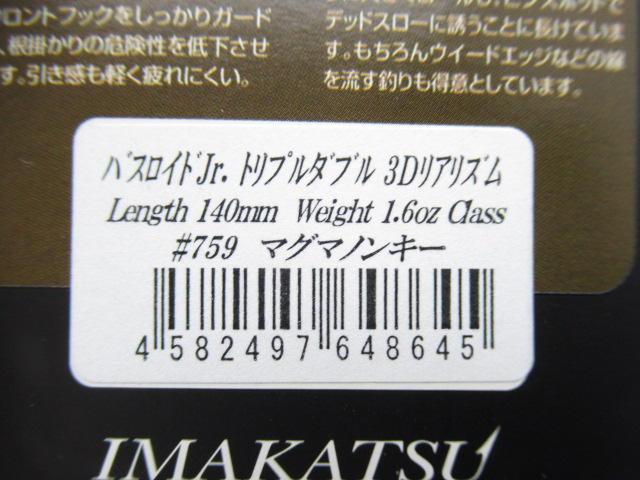 ロントフックをしっかりガード
、根掛かりの危険性を低下させ
す。引き感も軽く疲れにくい。
デッドスローに誘うことに長けていま
す。もちろんウイードエッジなどの
を流す釣りも得意としています。
バスロイドJr. トリプルダブル 3Dリアリズム
Length 140mm Weight 1.6oz Class
#759 マグマノンキー
4 582497 648645
IMAKATSU